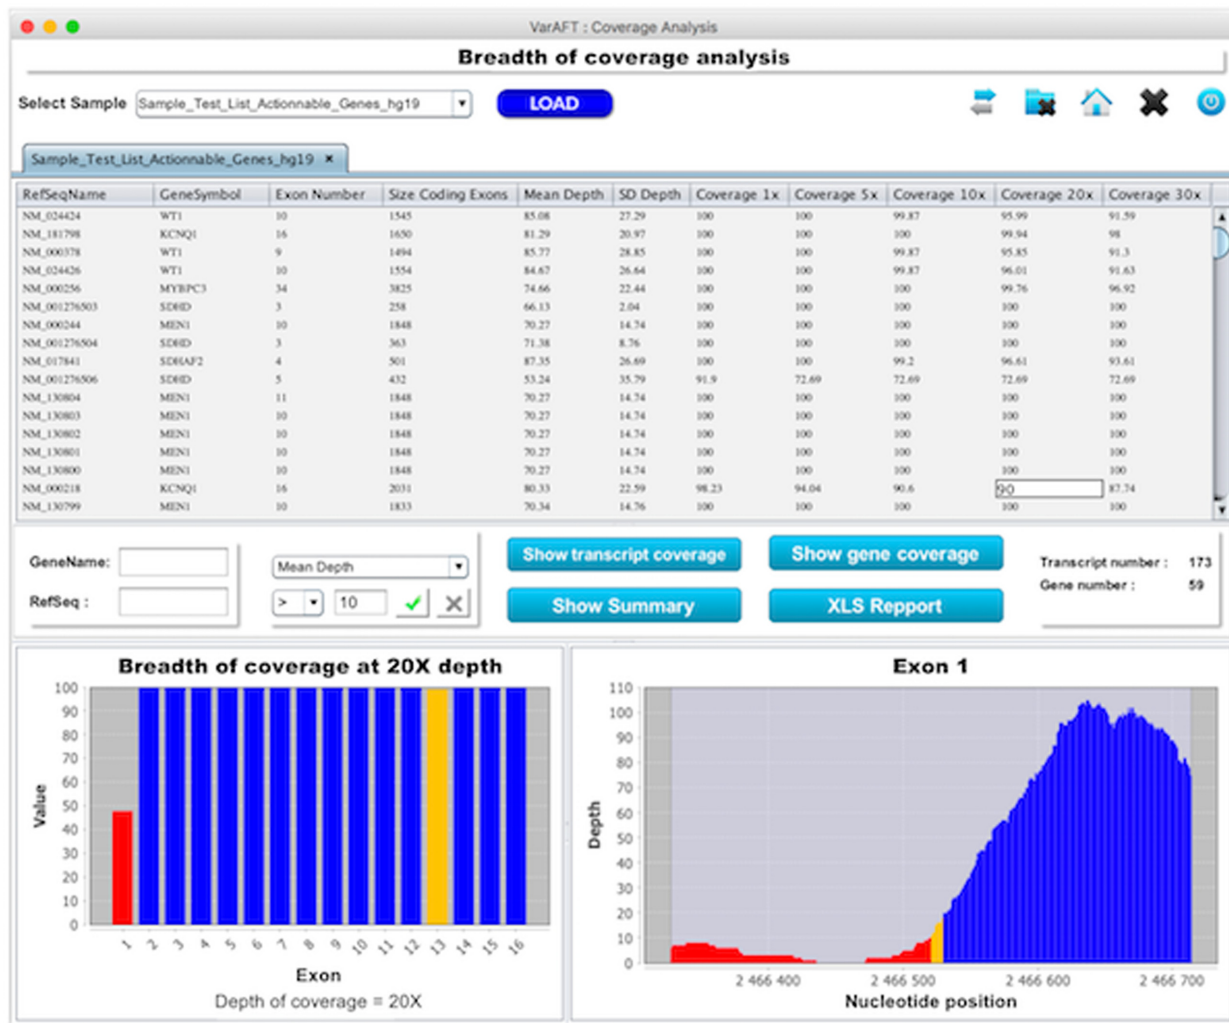 VarAFT : Coverage Analysis
Breadth of coverage analysis
Select Sample Sample_Test_List_Actionnable_Genes_hg19 LOAD
Sample_Test_List_Actionnable_Genes_hg19 ×
RefSeqName GeneSymbol Exon Number Size Coding Exons Mean Depth SD Depth Coverage 1x Coverage 5x Coverage 10x Coverage 20x Coverage 30x
NM_024424 WT1 10 1545 85.08 27.29 100 100 99.87 95.99 91.59
NM_181798 KCNQ1 16 1650 81.29 20.97 100 100 100 99.94 98
NM_000378 WT1 9 1494 85.77 28.85 100 100 99.87 95.85 91.3
NM_024426 WT1 10 1554 84.67 26.64 100 100 99.87 96.01 91.63
NM_000256 MYBPC3 34 3825 74.66 22.44 100 100 100 99.76 96.92
NM_001276503 SDHD 3 258 66.13 2.04 100 100 100 100 100
NM_000244 MEN1 10 1848 70.27 14.74 100 100 100 100 100
NM_001276504 SDHD 3 363 71.38 8.76 100 100 100 100 100
NM_017841 SDHAF2 4 501 87.35 26.69 100 100 99.2 96.61 93.61
NM_001276506 SDHD 5 432 53.24 35.79 91.9 72.69 72.69 72.69 72.69
NM_130804 MEN1 11 1848 70.27 14.74 100 100 100 100 100
NM_130803 MEN1 10 1848 70.27 14.74 100 100 100 100 100
NM_130802 MEN1 10 1848 70.27 14.74 100 100 100 100 100
NM_130801 MEN1 10 1848 70.27 14.74 100 100 100 100 100
NM_130800 MEN1 10 1848 70.27 14.74 100 100 100 100 100
NM_000218 KCNQ1 16 2031 80.33 22.59 98.23 94.04 90.6 90 87.74
NM_130799 MEN1 10 1833 70.34 14.76 100 100 100 100 100
GeneName:
RefSeq :
Mean Depth
> 10
Show transcript coverage Show gene coverage
Show Summary XLS Repport
Transcript number : 173
Gene number : 59
Breadth of coverage at 20X depth
Value
100
90
80
70
60
50
40
30
20
10
0
1 2 3 4 5 6 7 8 9 10 11 12 13 14 15 16
Exon
Depth of coverage = 20X
Exon 1
Depth
110
100
90
80
70
60
50
40
30
20
10
0
2 466 400 2 466 500 2 466 600 2 466 700
Nucleotide position